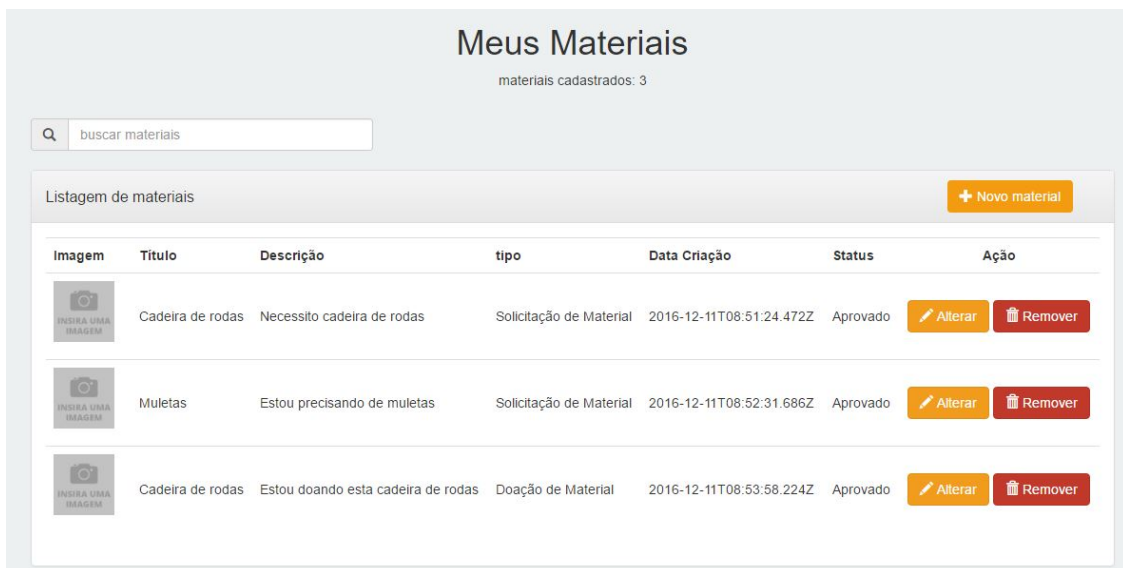 Meus Materiais
materiais cadastrados: 3
buscar materiais
Listagem de materiais
Novo material
Imagem Título Descrição tipo Data Criação Status Ação
INSIRA UMA
IMAGEM
Cadeira de rodas Necessito cadeira de rodas Solicitação de Material 2016-12-11T08:51:24.472Z Aprovado Alterar Remover
INSIRA UMA
IMAGEM
Muletas Estou precisando de muletas Solicitação de Material 2016-12-11T08:52:31.686Z Aprovado Alterar Remover
INSIRA UMA
IMAGEM
Cadeira de rodas Estou doando esta cadeira de rodas Doação de Material 2016-12-11T08:53:58.224Z Aprovado Alterar Remover